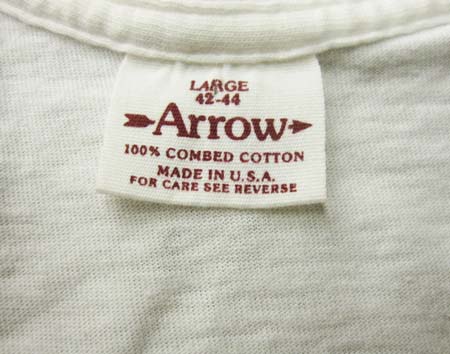 LARGE
42-44
Arrow
100% COMBED COTTON
MADE IN U.S.A.
FOR CARE SEE REVERSE